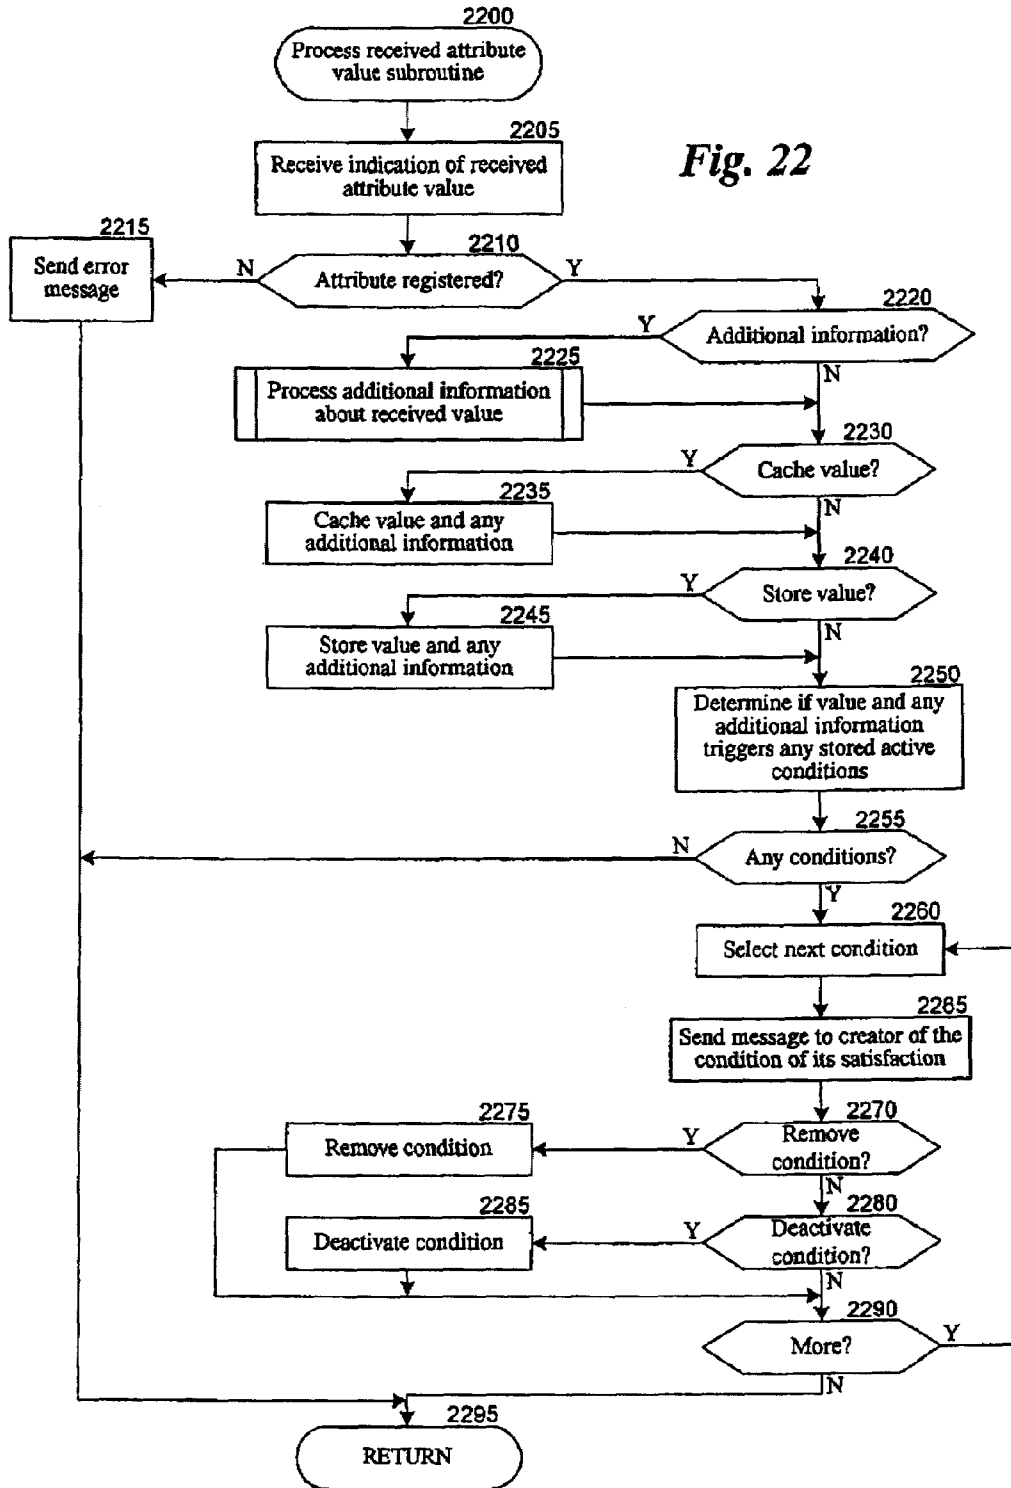 2200
Process received attribute
value subroutine
2205
Receive indication of received
attribute value
Fig. 22
2215
Send error
message
2210
N
Attribute registered?
Y
2220
Y
Additional information?
N
2225
Process additional information
about received value
2230
Y
Cache value?
N
2235
Cache value and any
additional information
2240
Y
Store value?
N
2245
Store value and any
additional information
2250
Determine if value and any
additional information
triggers any stored active
conditions
2255
N
Any conditions?
Y
2260
Select next condition
2265
Send message to creator of the
condition of its satisfaction
2270
Y
Remove
condition?
N
2275
Remove condition
2280
Y
Deactivate
condition?
N
2285
Deactivate condition
2290
More?
Y
N
2295
RETURN